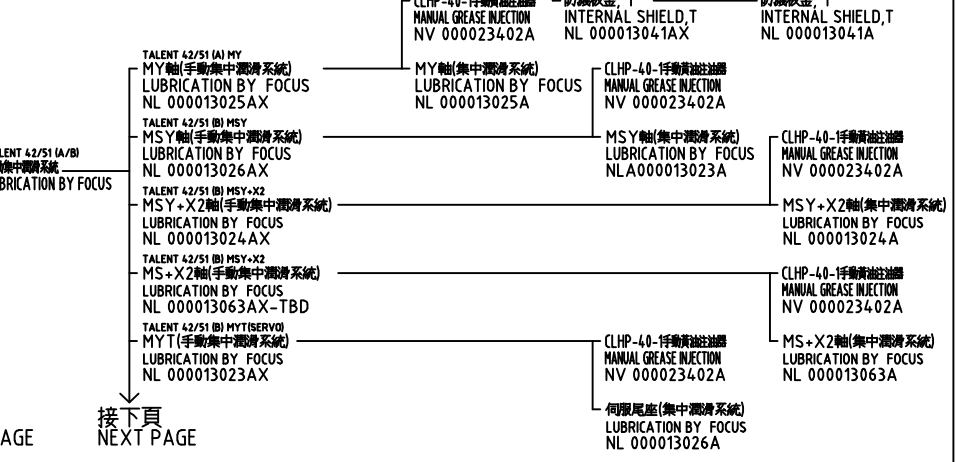 MANUAL GREASE INJECTION
NV 000023402A
INTERNAL SHIELD,T
NL 000013041AX
INTERNAL SHIELD,T
NL 000013041A
TALENT 42/51 (A) MY
MY軸(手動集中潤滑系統)
LUBRICATION BY FOCUS
NL 000013025AX
MY軸(集中潤滑系統)
LUBRICATION BY FOCUS
NL 000013025A
CLHP-40-1手動黃油注油器
MANUAL GREASE INJECTION
NV 000023402A
TALENT 42/51 (B) MSY
MSY軸(手動集中潤滑系統)
LUBRICATION BY FOCUS
NL 000013026AX
MSY軸(集中潤滑系統)
LUBRICATION BY FOCUS
NLA000013023A
CLHP-40-1手動黃油注油器
MANUAL GREASE INJECTION
NV 000023402A
LENT 42/51 (A/B)
集中潤滑系統
BRICATION BY FOCUS
TALENT 42/51 (B) MSY+X2
MSY+X2軸(手動集中潤滑系統)
LUBRICATION BY FOCUS
NL 000013024AX
MSY+X2軸(集中潤滑系統)
LUBRICATION BY FOCUS
NL 000013024A
TALENT 42/51 (B) MSY+X2
MS+X2軸(手動集中潤滑系統)
LUBRICATION BY FOCUS
NL 000013063AX-TBD
CLHP-40-1手動黃油注油器
MANUAL GREASE INJECTION
NV 000023402A
TALENT 42/51 (B) MYT(SERVO)
MYT(手動集中潤滑系統)
LUBRICATION BY FOCUS
NL 000013023AX
CLHP-40-1手動黃油注油器
MANUAL GREASE INJECTION
NV 000023402A
MS+X2軸(集中潤滑系統)
LUBRICATION BY FOCUS
NL 000013063A
伺服尾座(集中潤滑系統)
LUBRICATION BY FOCUS
NL 000013026A
接下頁
AGE
NEXT PAGE